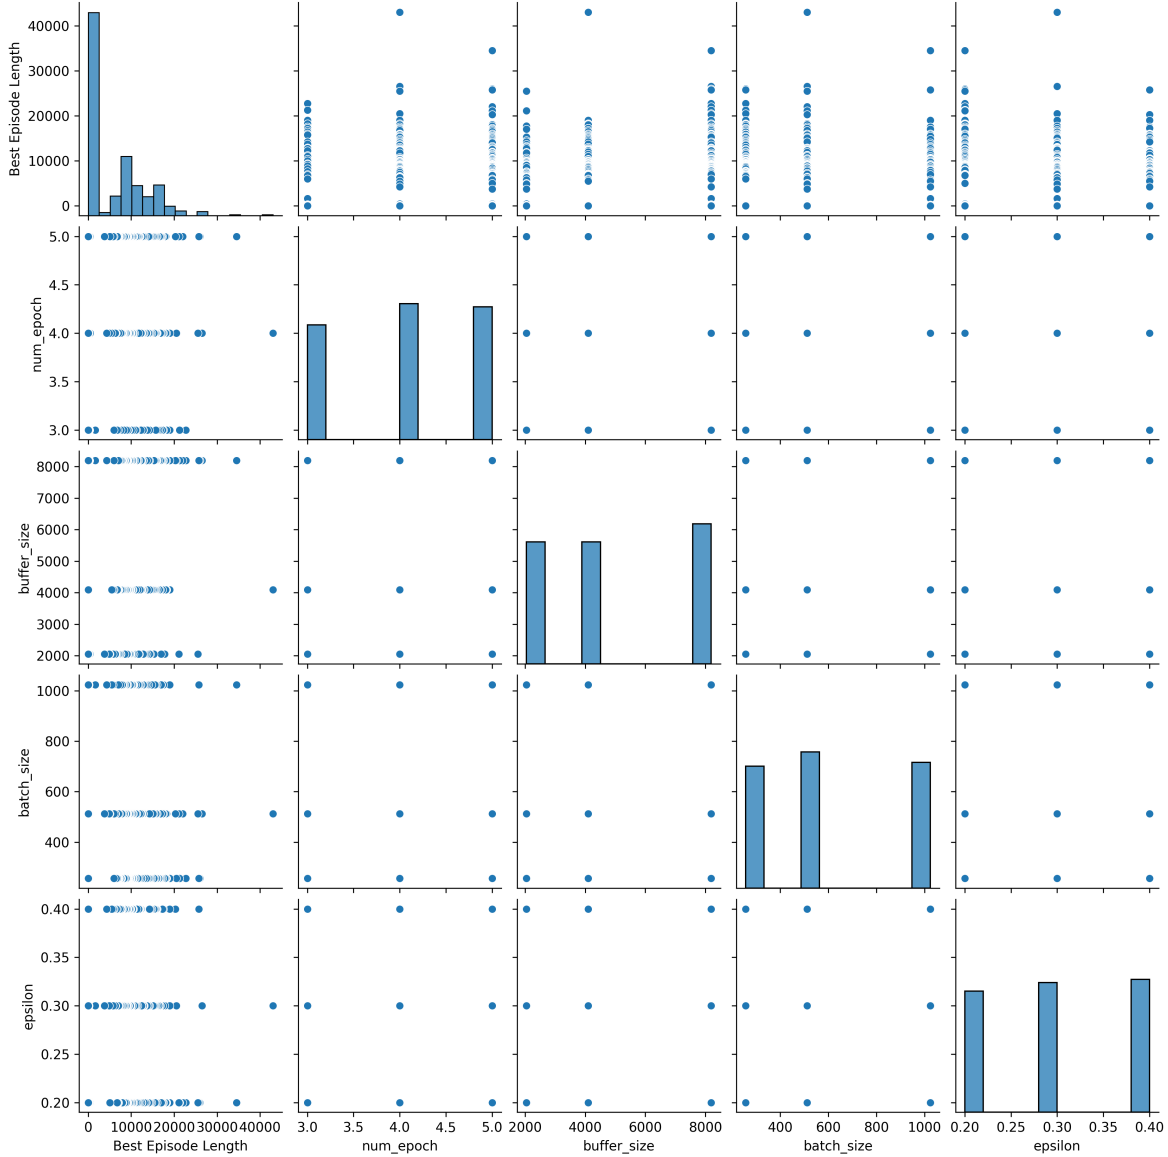 40000
30000
20000
10000
0
Best Episode Length
5.0
4.5
4.0
3.5
3.0
num_epoch
8000
7000
6000
5000
4000
3000
2000
buffer_size
1000
800
600
400
batch_size
0.40
0.35
0.30
0.25
0.20
epsilon
0 10000 20000 30000 40000
Best Episode Length
3.0 3.5 4.0 4.5 5.0
num_epoch
2000 4000 6000 8000
buffer_size
400 600 800 1000
batch_size
0.20 0.25 0.30 0.35 0.40
epsilon